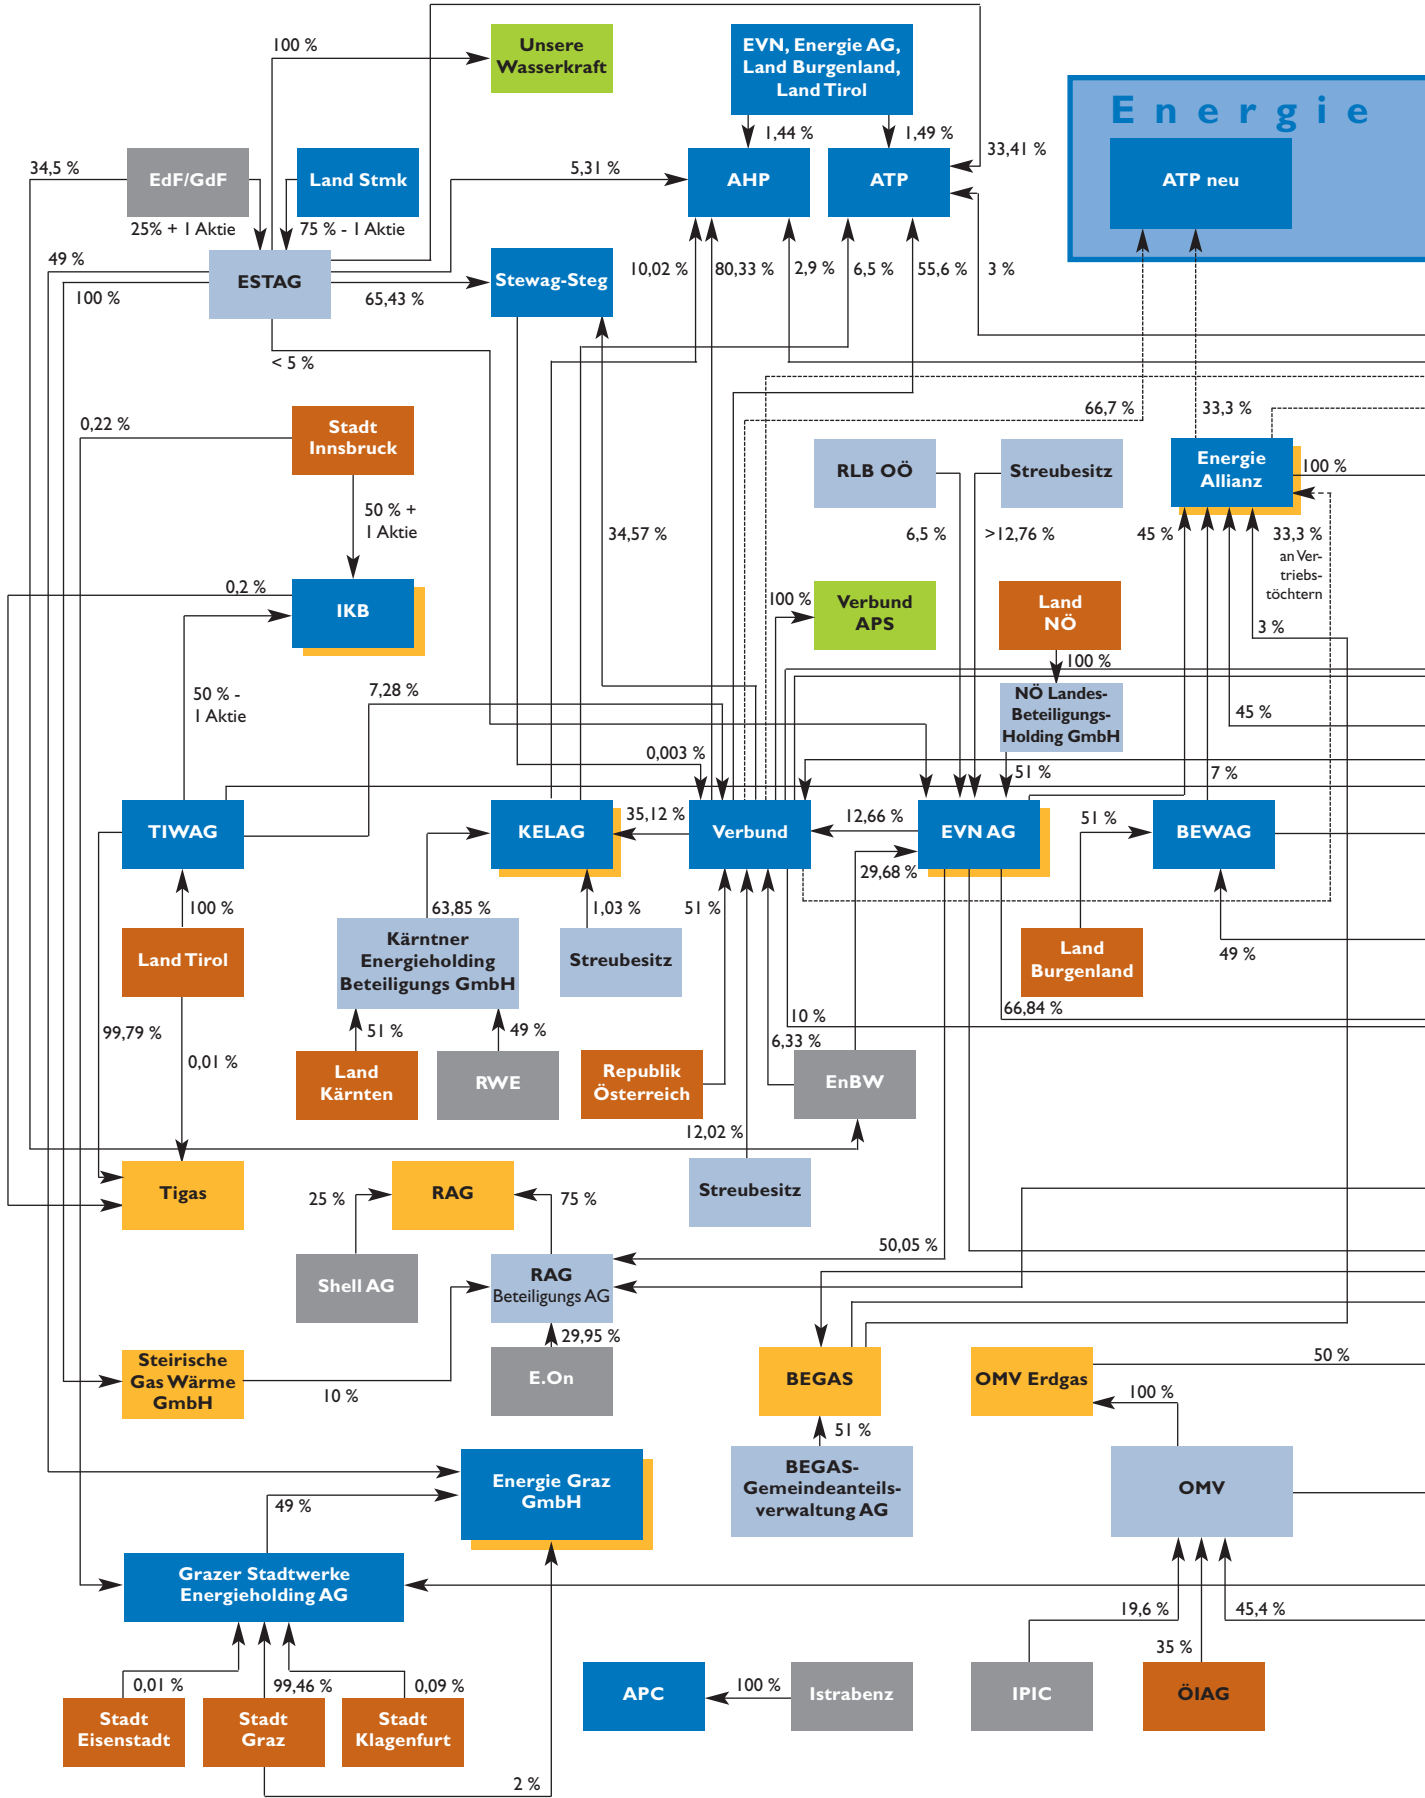 100 %
Unsere
Wasserkraft
EVN, Energie AG,
Land Burgenland,
Land Tirol
Energie
1,44 %
1,49 %
33,41 %
34,5 %
EdF/GdF
Land Stmk
5,31 %
AHP
ATP
ATP neu
25% + 1 Aktie
75 % - 1 Aktie
49 %
ESTAG
100 %
65,43 %
Stewag-Steg
10,02 %
80,33 %
2,9 %
6,5 %
55,6 %
3 %
< 5 %
0,22 %
Stadt
Innsbruck
66,7 %
33,3 %
RLB OÖ
Streubesitz
Energie
Allianz
100 %
50 % +
1 Aktie
34,57 %
6,5 %
>12,76 %
45 %
33,3 %
an Ver-
triebs-
töchtern
0,2 %
IKB
100 %
Verbund
APS
Land
NÖ
3 %
100 %
50 % -
1 Aktie
7,28 %
NÖ Landes-
Beteiligungs-
Holding GmbH
45 %
0,003 %
51 %
7 %
TIWAG
KELAG
35,12 %
Verbund
12,66 %
EVN AG
51 %
BEWAG
29,68 %
100 %
63,85 %
1,03 %
51 %
Land Tirol
Kärntner
Energieholding
Beteiligungs GmbH
Streubesitz
Land
Burgenland
49 %
99,79 %
0,01 %
51 %
49 %
10 %
66,84 %
6,33 %
Land
Kärnten
RWE
Republik
Österreich
EnBW
12,02 %
Tigas
25 %
RAG
75 %
Streubesitz
50,05 %
Shell AG
RAG
Beteiligungs AG
29,95 %
Steirische
Gas Wärme
GmbH
10 %
E.On
BEGAS
OMV Erdgas
50 %
100 %
51 %
BEGAS-
Gemeindeanteils-
verwaltung AG
OMV
Energie Graz
GmbH
49 %
Grazer Stadtwerke
Energieholding AG
19,6 %
45,4 %
35 %
0,01 %
99,46 %
0,09 %
Stadt
Eisenstadt
Stadt
Graz
Stadt
Klagenfurt
APC
100 %
Istrabenz
IPIC
ÖIAG
2 %